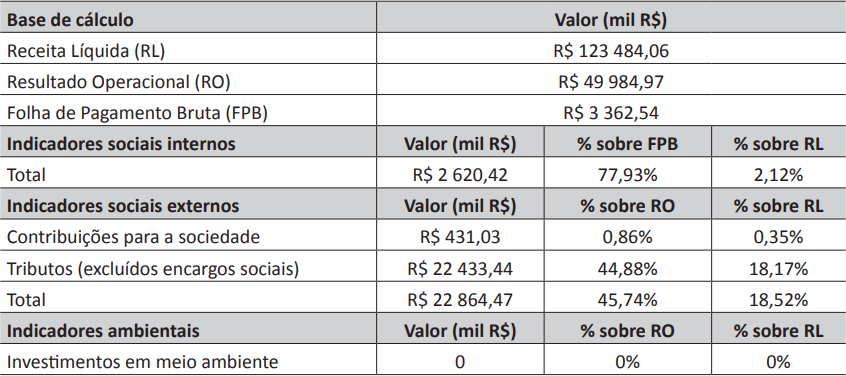 Base de cálculo Valor (mil R$)
Receita Líquida (RL) R$ 123 484,06
Resultado Operacional (RO) R$ 49 984,97
Folha de Pagamento Bruta (FPB) R$ 3 362,54
Indicadores sociais internos Valor (mil R$) % sobre FPB % sobre RL
Total R$ 2 620,42 77,93% 2,12%
Indicadores sociais externos Valor (mil R$) % sobre RO % sobre RL
Contribuições para a sociedade R$ 431,03 0,86% 0,35%
Tributos (excluídos encargos sociais) R$ 22 433,44 44,88% 18,17%
Total R$ 22 864,47 45,74% 18,52%
Indicadores ambientais Valor (mil R$) % sobre RO % sobre RL
Investimentos em meio ambiente 0 0% 0%